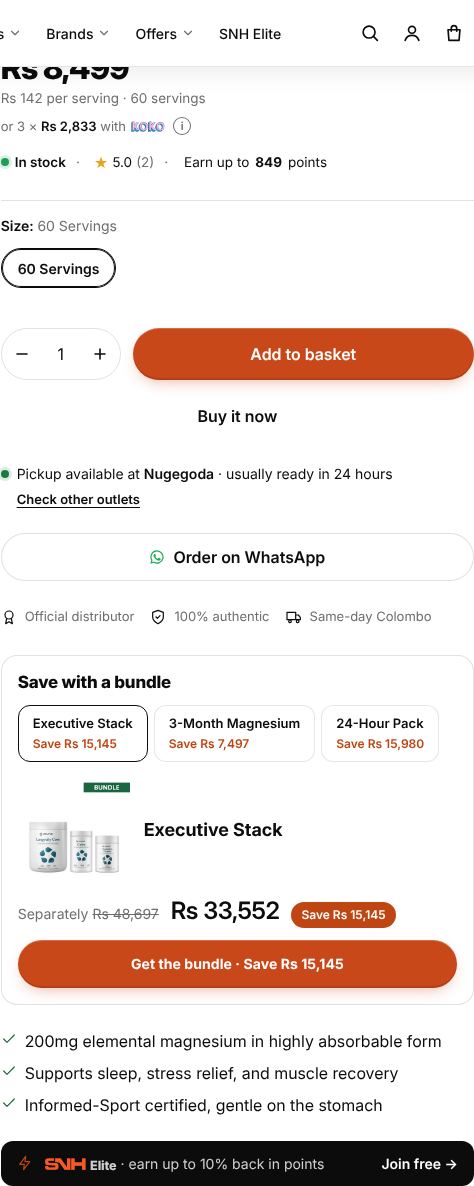 s Brands Offers SNH Elite
Rs 8,499
Rs 142 per serving · 60 servings
or 3 × Rs 2,833 with KOKO i
In stock · ★ 5.0 (2) · Earn up to 849 points
Size: 60 Servings
60 Servings
− 1 + Add to basket
Buy it now
Pickup available at Nugegoda · usually ready in 24 hours
Check other outlets
Order on WhatsApp
Official distributor 100% authentic Same-day Colombo
Save with a bundle
Executive Stack 3-Month Magnesium 24-Hour Pack
Save Rs 15,145 Save Rs 7,497 Save Rs 15,980
BUNDLE
Executive Stack
Separately Rs 48,697 Rs 33,552 Save Rs 15,145
Get the bundle · Save Rs 15,145
200mg elemental magnesium in highly absorbable form
Supports sleep, stress relief, and muscle recovery
Informed-Sport certified, gentle on the stomach
SNH Elite · earn up to 10% back in points Join free →